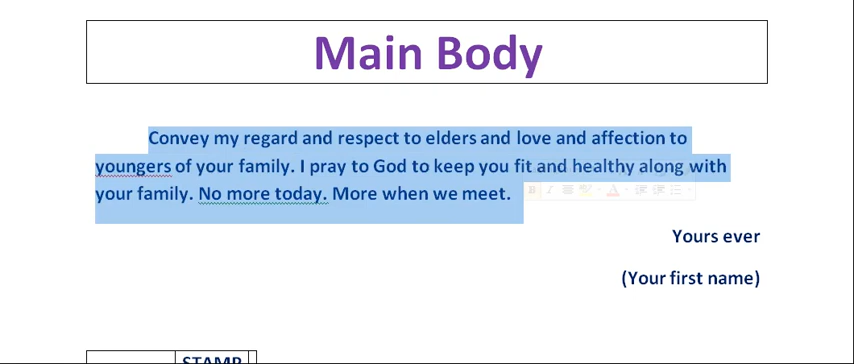 Main Body
Convey my regard and respect to elders and love and affection to
youngers of your family. I pray to God to keep you fit and healthy along with
your family. No more today. More when we meet.
Yours ever
(Your first name)
STAMP